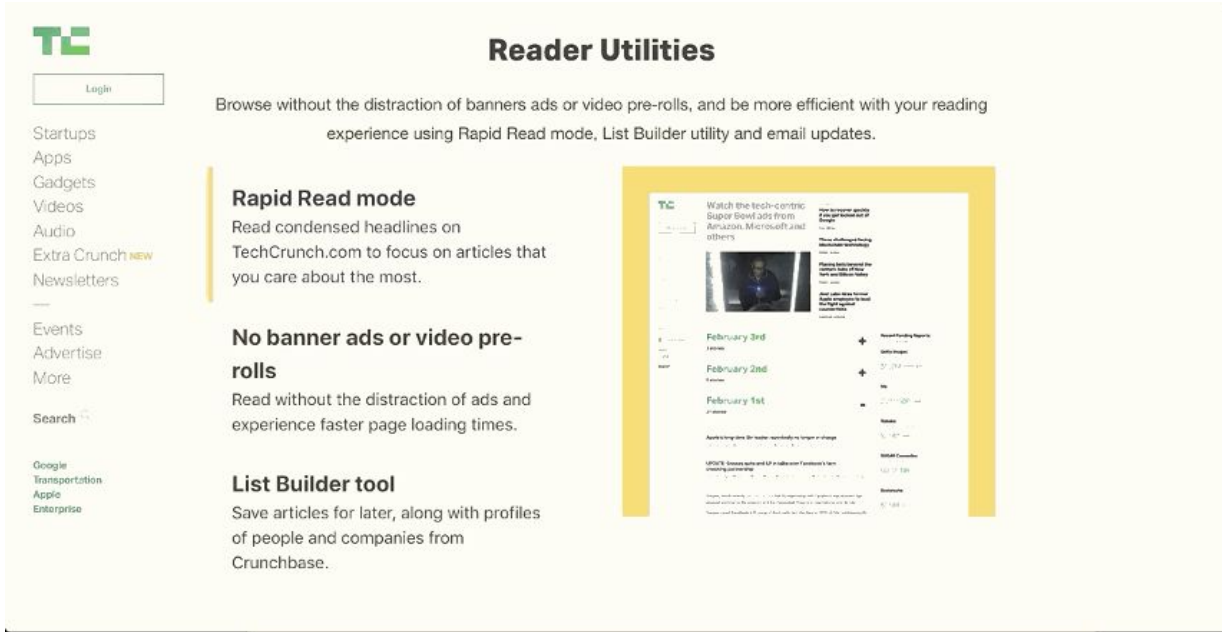 TC
Login
Startups
Apps
Gadgets
Videos
Audio
Extra Crunch NEW
Newsletters
Events
Advertise
More
Search
Google
Transportation
Apple
Enterprise
Reader Utilities
Browse without the distraction of banners ads or video pre-rolls, and be more efficient with your reading
experience using Rapid Read mode, List Builder utility and email updates.
Rapid Read mode
Read condensed headlines on
TechCrunch.com to focus on articles that
you care about the most.
No banner ads or video pre-
rolls
Read without the distraction of ads and
experience faster page loading times.
List Builder tool
Save articles for later, along with profiles
of people and companies from
Crunchbase.
TC
Watch the tech-centric
Super Bowl ads from
Amazon, Microsoft and
others
February 3rd
February 2nd
February 1st
Recent Funding Reports
Getty Images